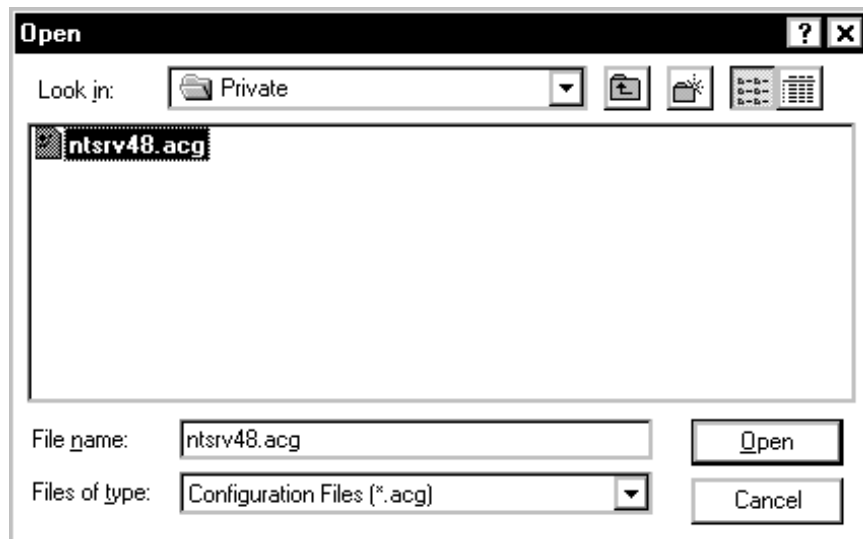 Open
Look in: Private
ntsrv48.acg
File name: ntsrv48.acg Open
Files of type: Configuration Files (*.acg) Cancel